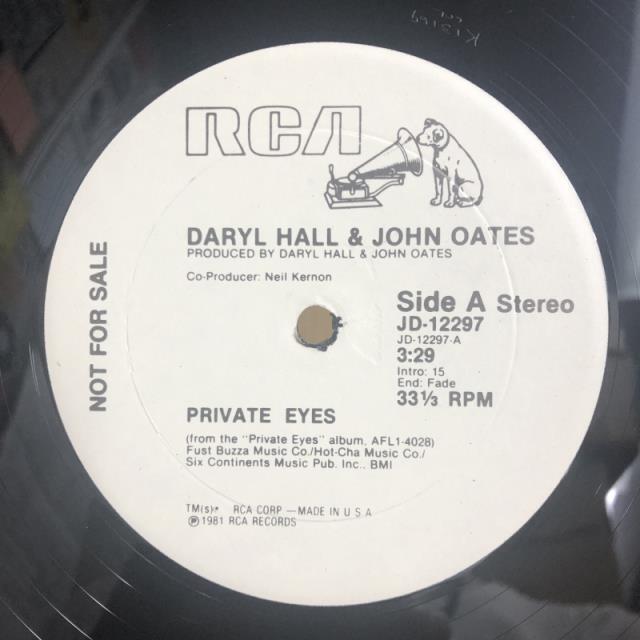 RCA
DARYL HALL & JOHN OATES
PRODUCED BY DARYL HALL & JOHN OATES
Co-Producer: Neil Kernon
Side A Stereo
JD-12297
JD-12297-A
3:29
Intro: 15
End: Fade
33⅓ RPM
NOT FOR SALE
PRIVATE EYES
(from the "Private Eyes" album, AFL1-4028)
Fust Buzza Music Co./Hot-Cha Music Co./
Six Continents Music Pub. Inc., BMI
TM(s)® RCA CORP — MADE IN U S A
℗ 1981 RCA RECORDS